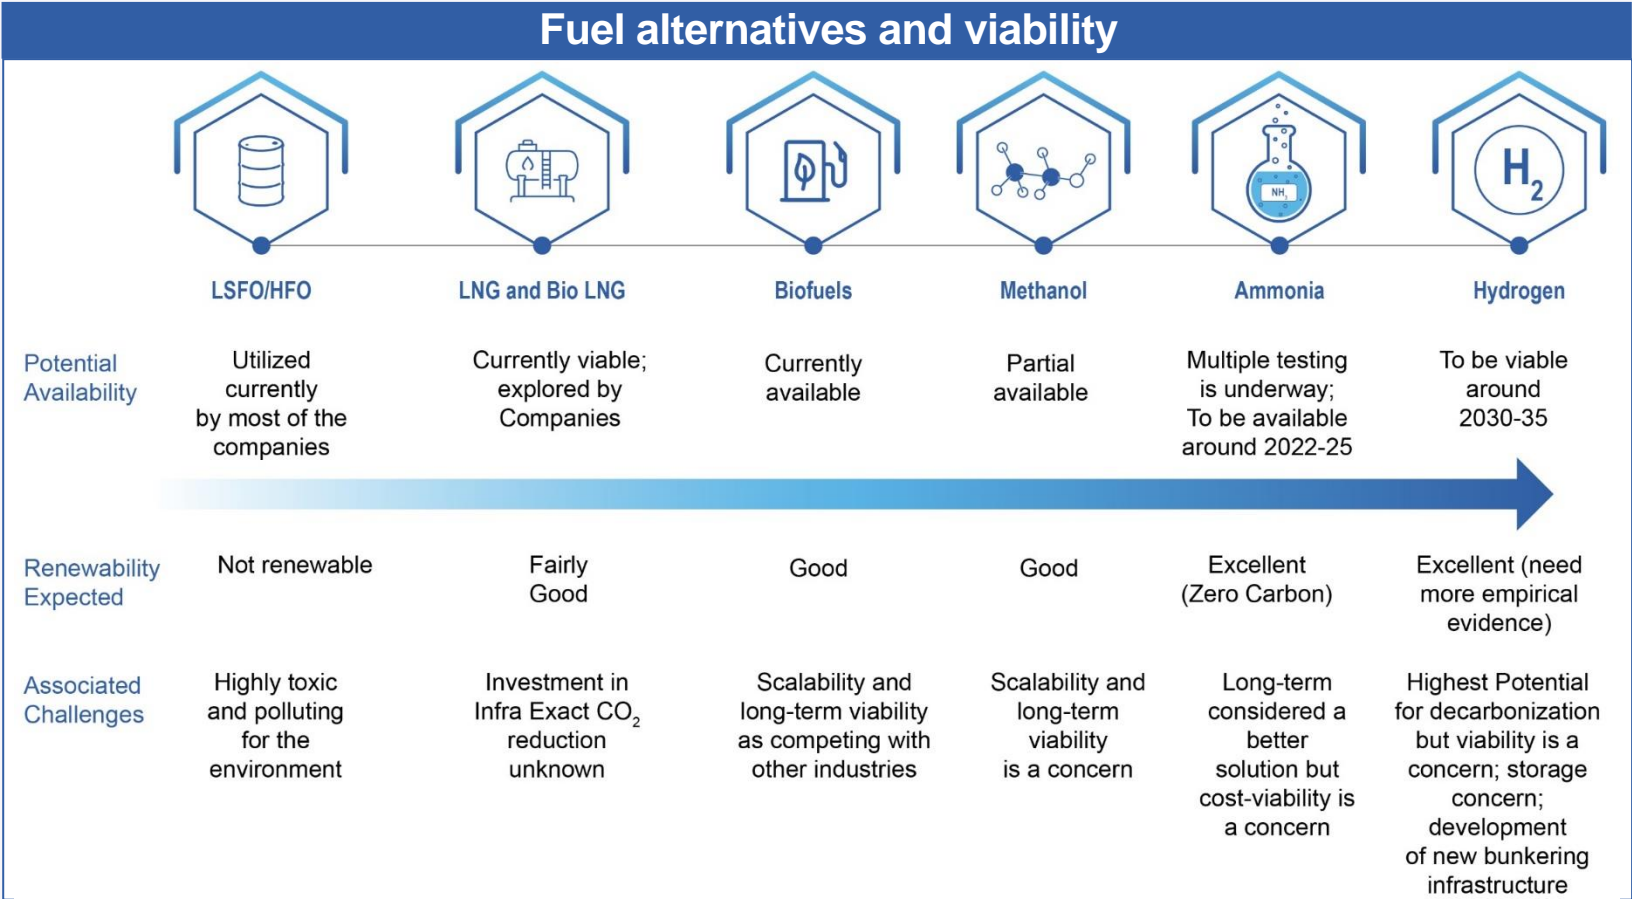 Fuel alternatives and viability
NH3
H2
LSFO/HFO
LNG and Bio LNG
Biofuels
Methanol
Ammonia
Hydrogen
Potential
Availability
Utilized
currently
by most of the
companies
Currently viable;
explored by
Companies
Currently
available
Partial
available
Multiple testing
is underway;
To be available
around 2022-25
To be viable
around
2030-35
Renewability
Expected
Not renewable
Fairly
Good
Good
Good
Excellent
(Zero Carbon)
Excellent (need
more empirical
evidence)
Associated
Challenges
Highly toxic
and polluting
for the
environment
Investment in
Infra Exact CO2
reduction
unknown
Scalability and
long-term viability
as competing with
other industries
Scalability and
long-term
viability
is a concern
Long-term
considered a
better
solution but
cost-viability is
a concern
Highest Potential
for decarbonization
but viability is a
concern; storage
concern;
development
of new bunkering
infrastructure